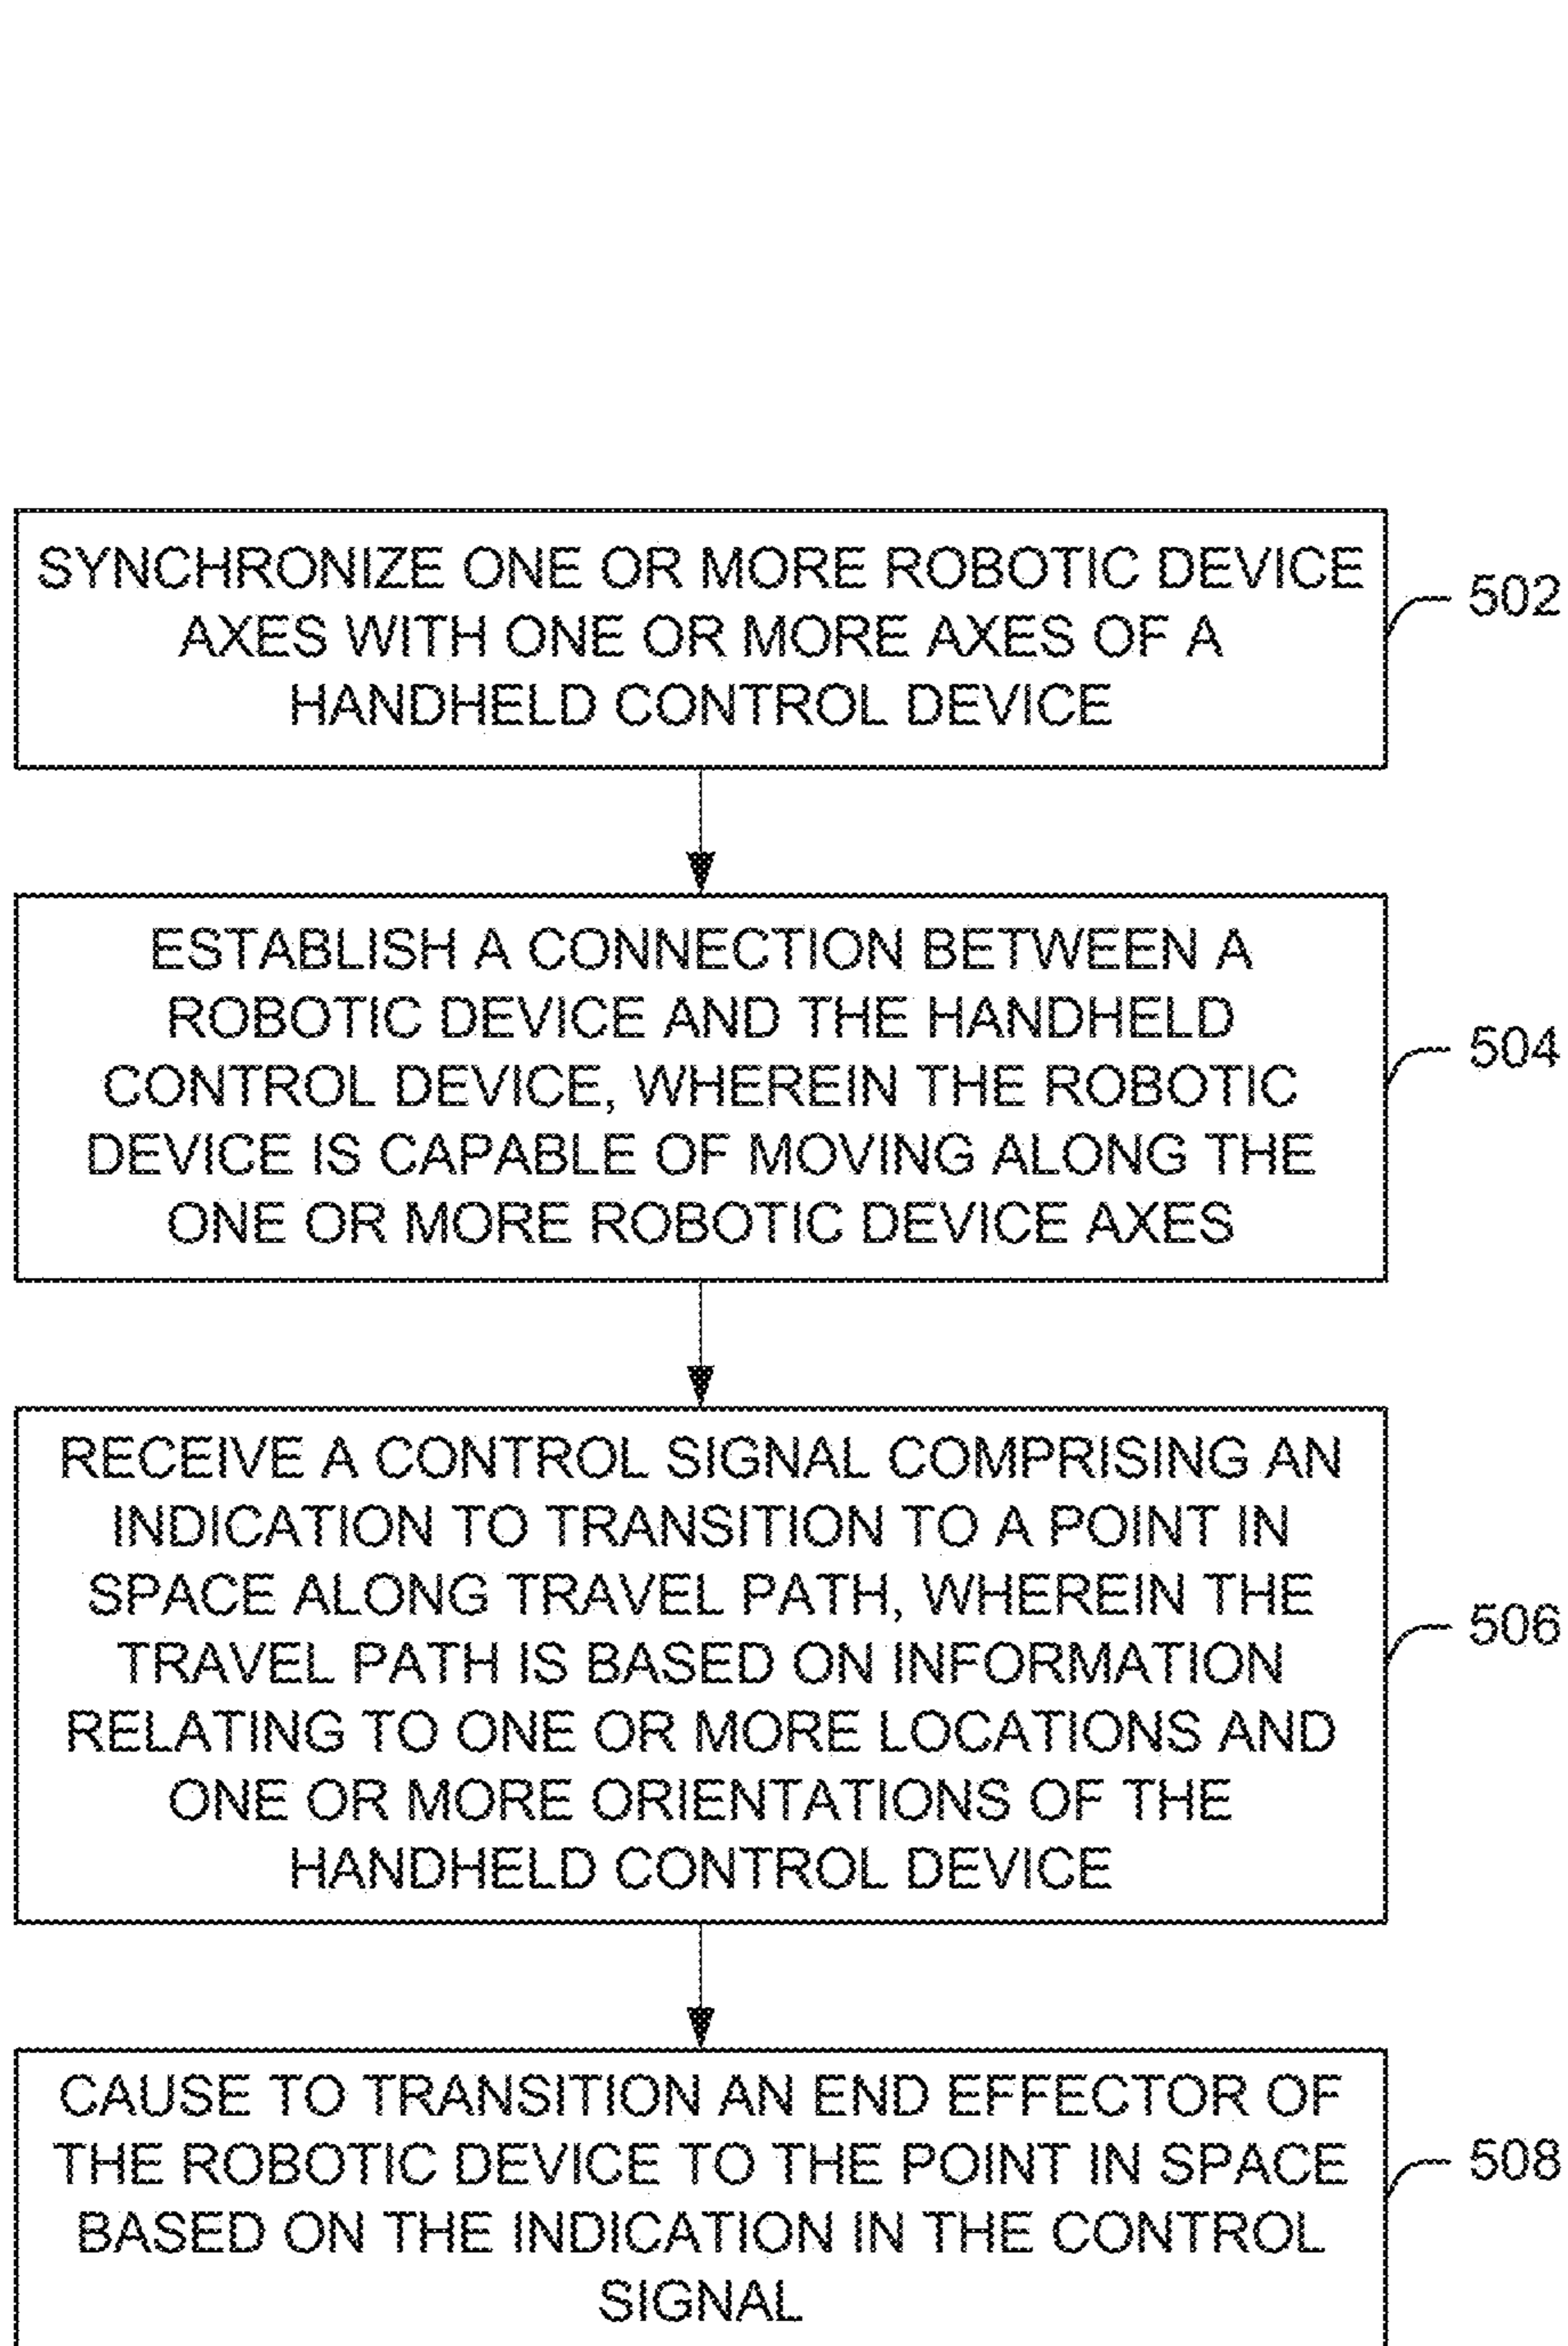 SYNCHRONIZE ONE OR MORE ROBOTIC DEVICE
AXES WITH ONE OR MORE AXES OF A
HANDHELD CONTROL DEVICE
502
ESTABLISH A CONNECTION BETWEEN A
ROBOTIC DEVICE AND THE HANDHELD
CONTROL DEVICE, WHEREIN THE ROBOTIC
DEVICE IS CAPABLE OF MOVING ALONG THE
ONE OR MORE ROBOTIC DEVICE AXES
504
RECEIVE A CONTROL SIGNAL COMPRISING AN
INDICATION TO TRANSITION TO A POINT IN
SPACE ALONG TRAVEL PATH, WHEREIN THE
TRAVEL PATH IS BASED ON INFORMATION
RELATING TO ONE OR MORE LOCATIONS AND
ONE OR MORE ORIENTATIONS OF THE
HANDHELD CONTROL DEVICE
506
CAUSE TO TRANSITION AN END EFFECTOR OF
THE ROBOTIC DEVICE TO THE POINT IN SPACE
BASED ON THE INDICATION IN THE CONTROL
SIGNAL
508